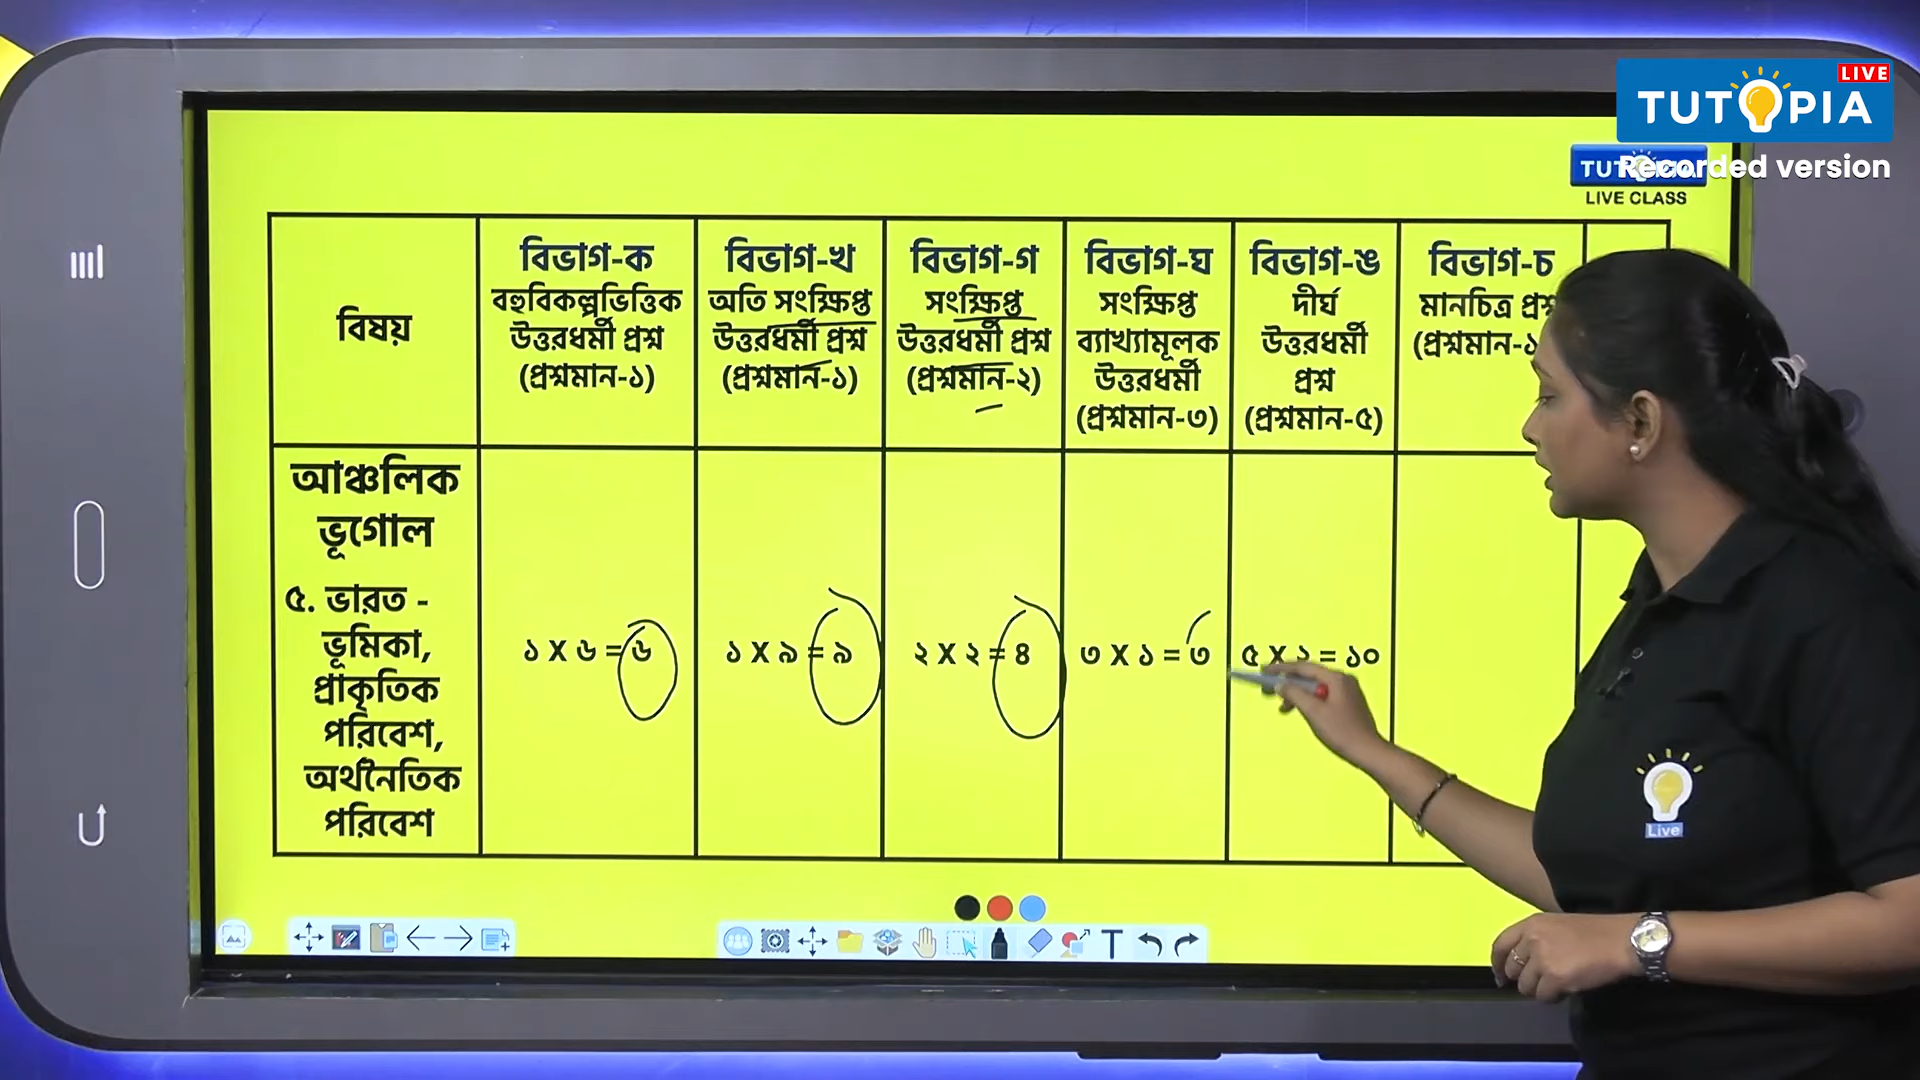 LIVE
TUTOPIA
Recorded version
LIVE CLASS
বিষয়
বিভাগ-ক
বহুবিকল্পভিত্তিক
উত্তরধর্মী প্রশ্ন
(প্রশ্নমান-১)
বিভাগ-খ
অতি সংক্ষিপ্ত
উত্তরধর্মী প্রশ্ন
(প্রশ্নমান-১)
বিভাগ-গ
সংক্ষিপ্ত
উত্তরধর্মী প্রশ্ন
(প্রশ্নমান-২)
বিভাগ-ঘ
সংক্ষিপ্ত
ব্যাখ্যামূলক
উত্তরধর্মী
(প্রশ্নমান-৩)
বিভাগ-ঙ
দীর্ঘ
উত্তরধর্মী
প্রশ্ন
(প্রশ্নমান-৫)
বিভাগ-চ
মানচিত্র
আঞ্চলিক
ভূগোল
৫. ভারত -
ভূমিকা,
প্রাকৃতিক
পরিবেশ,
অর্থনৈতিক
পরিবেশ
১ X ৬ = ৬
১ X ৯ = ৯
২ X ২ = ৪
৩ X ১ = ৩
৫ X ২ = ১০
Live